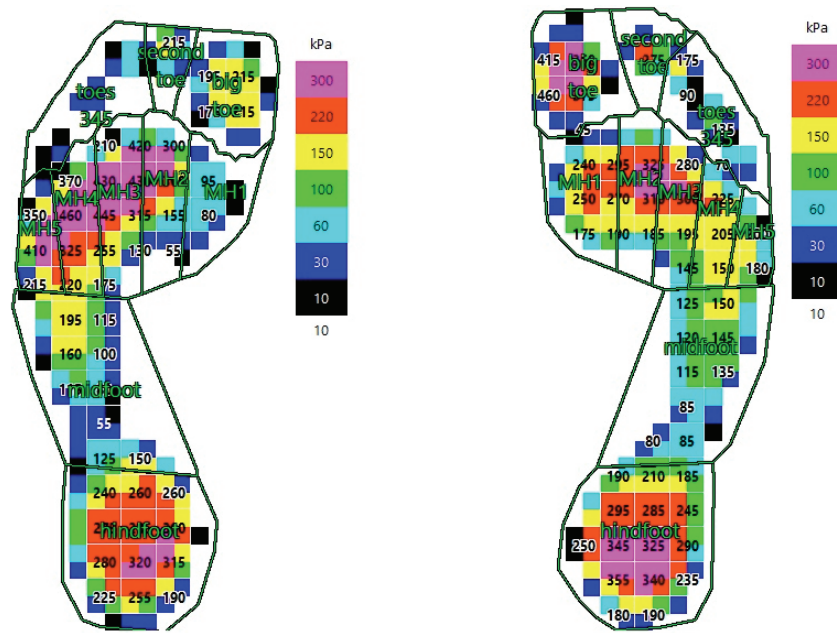 kPa
300
220
150
100
60
30
10
10
215
second
toe
big
toe
toes
345
195 215
215
210 420 300
370
MH4
MH3
MH2
MH1
95
350 460 445 315 155 80
MH5
410 325 255 130 55
215 220 175
195 115
160 100
midfoot
55
125 150
240 260 260
hindfoot
280 320 315
225 255 190
kPa
300
220
150
100
60
30
10
10
second
toe
175
415
big
toe
460
90
toes
345
135
45
240 295 325 280 70
MH1
MH2
MH3
MH4
MH5
250 270 310 300 225
175 190 185 195 205
145 150 180
125 150
120 145
midfoot
115 135
85
80 85
190 210 185
295 285 245
hindfoot
250 345 325 290
355 340 235
180 190